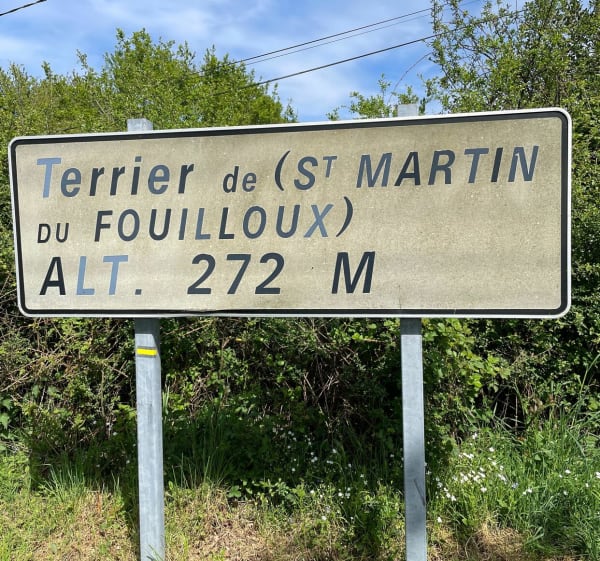 Terrier de (ST MARTIN
DU FOUILLOUX)
ALT. 272 M